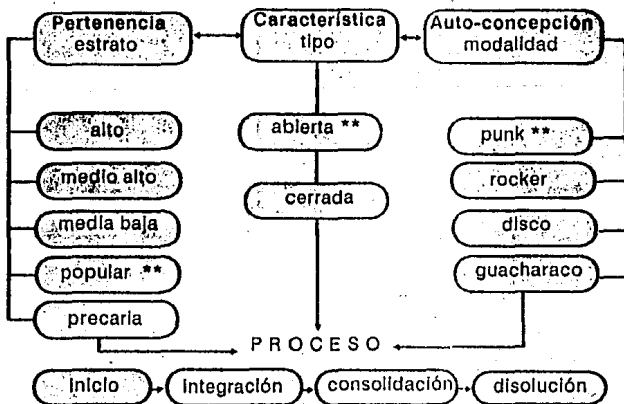 Pertenencia
estrato
Característica
tipo
Auto-concepción
modalidad
alto
medio alto
media baja
popular **
precaria
abierta **
cerrada
punk **
rocker
disco
guacharaco
PROCESO
inicio
integración
consolidación
disolución